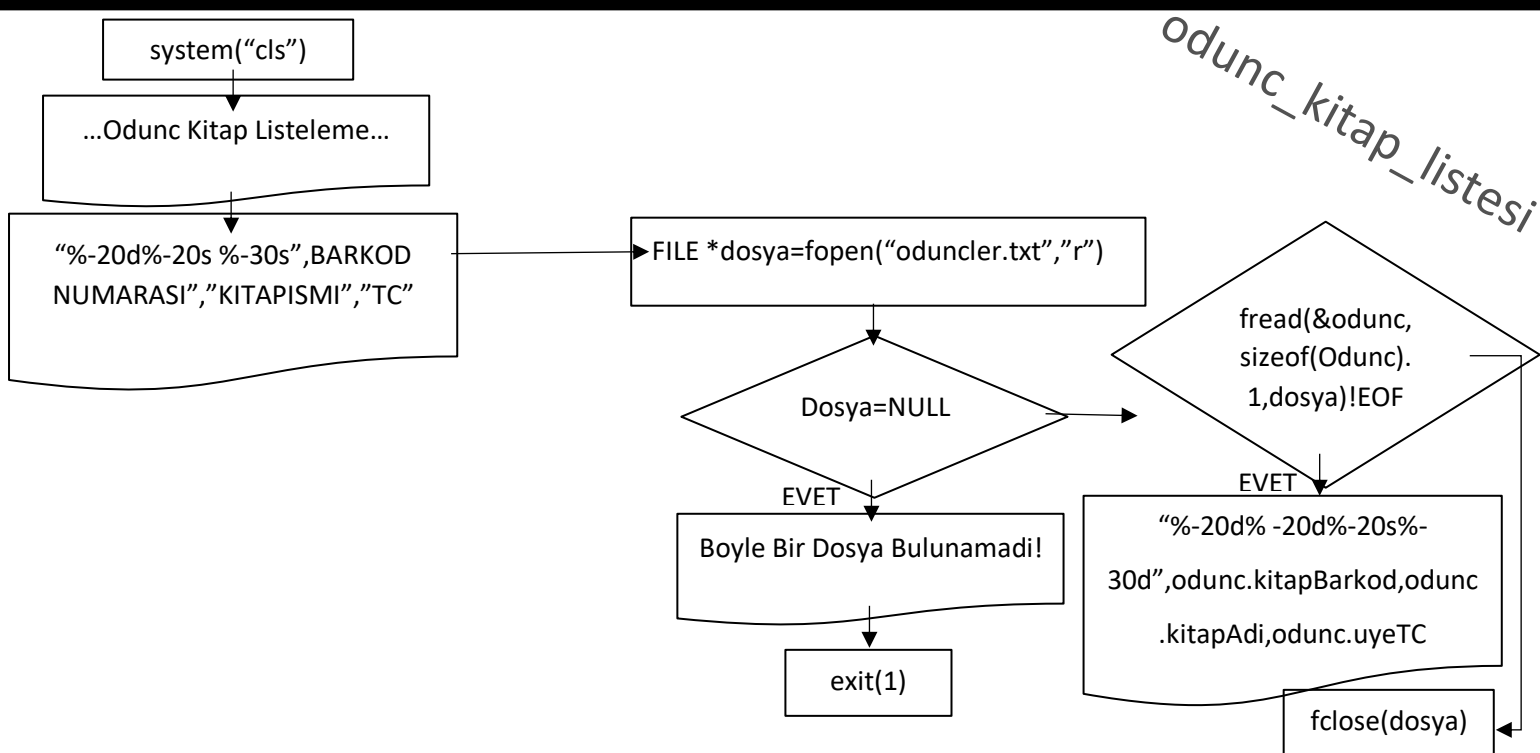 odunc_kitap_listesi
system(“cls”)
...Odunc Kitap Listeleme...
“%-20d%-20s %-30s”,BARKOD
NUMARASI”,”KITAPISMI”,”TC”
FILE *dosya=fopen(“oduncler.txt”,”r”)
Dosya=NULL
EVET
Boyle Bir Dosya Bulunamadi!
exit(1)
fread(&odunc,
sizeof(Odunc).
1,dosya)!EOF
EVET
“%-20d% -20d%-20s%-
30d”,odunc.kitapBarkod,odunc
.kitapAdi,odunc.uyeTC
fclose(dosya)